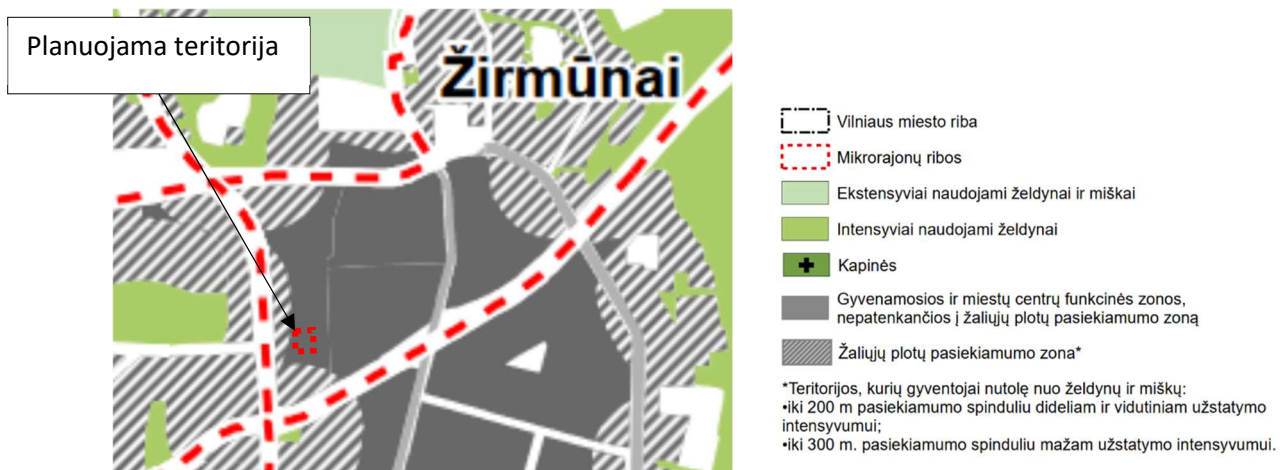 Planuojama teritorija
Žirmūnai
Vilniaus miesto riba
Mikrorajonų ribos
Ekstensyviai naudojami želdynai ir miškai
Intensyviai naudojami želdynai
Kapinės
Gyvenamosios ir miestų centrų funkcinės zonos,
nepatenkančios į žaliųjų plotų pasiekiamumo zoną
Žaliųjų plotų pasiekiamumo zona*
*Teritorijos, kurių gyventojai nutolę nuo želdynų ir miškų:
•iki 200 m pasiekiamumo spinduliu dideliam ir vidutiniam užstatymo
intensyvumui;
•iki 300 m. pasiekiamumo spinduliu mažam užstatymo intensyvumui.